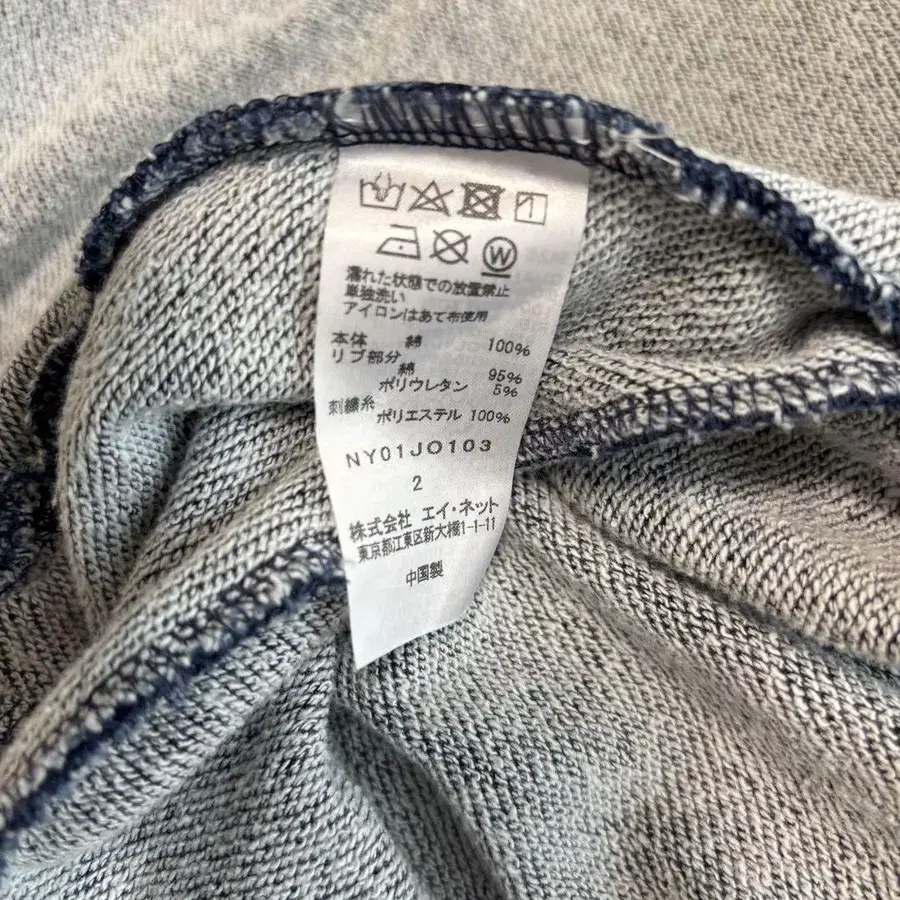 W
濡れた状態での放置禁止
単独洗い
アイロンはあて布使用
本体 綿 100%
リブ部分
綿 95%
ポリウレタン 5%
刺繍糸
ポリエステル 100%
NY01JO103
2
株式会社 エイ・ネット
東京都江東区新大橋1-1-11
中国製